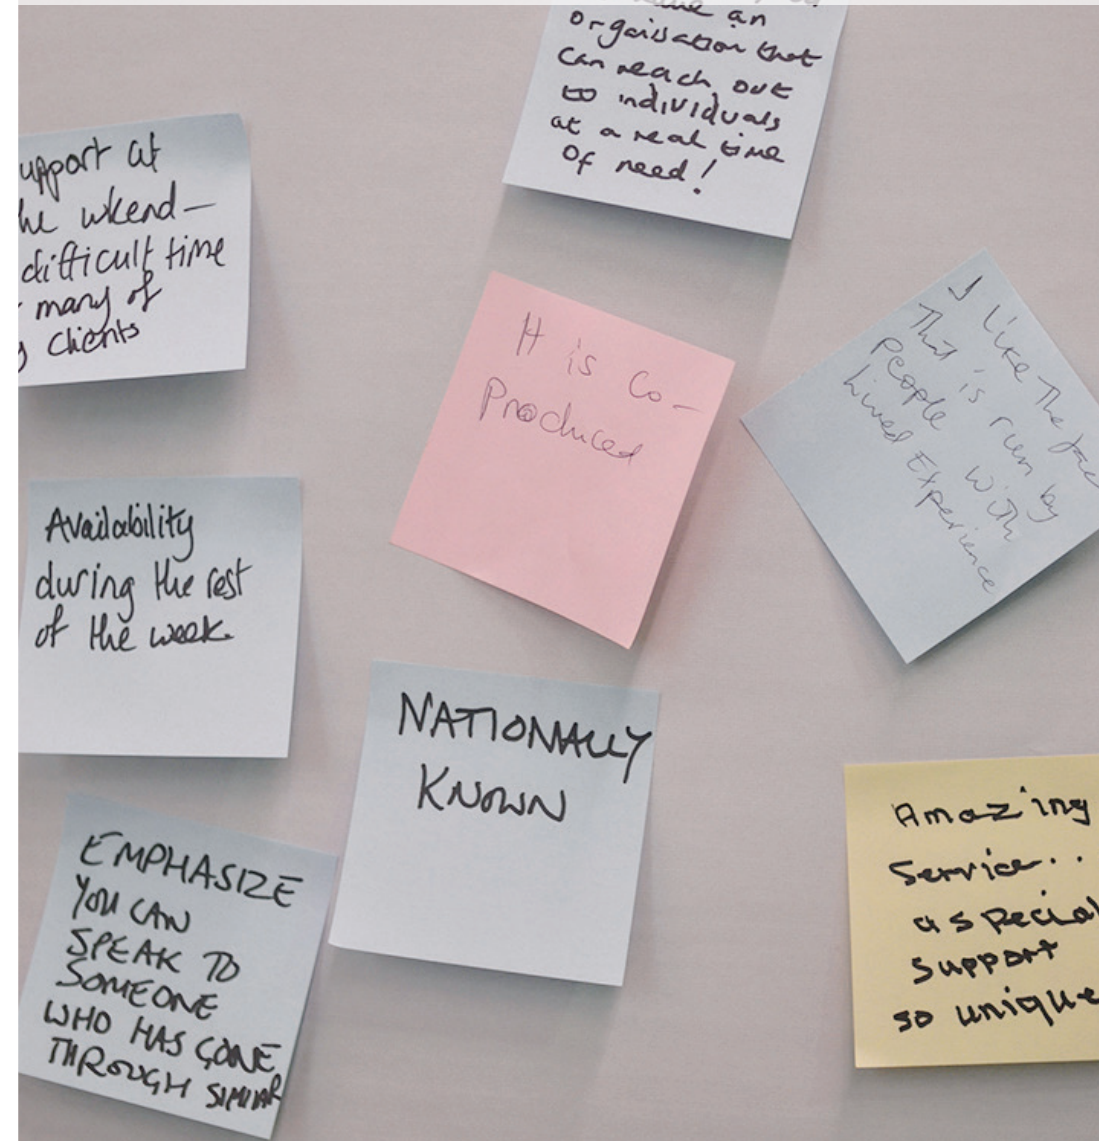 an
organisation that
can reach out
to individuals
at a real time
of need!
upport at
he wkend—
difficult time
many of
clients
It is Co-
Produced
I like the fac
That is run by
people with
Lived Experience
Availability
during the rest
of the week.
NATIONALLY
KNOWN
EMPHASIZE
YOU CAN
SPEAK TO
SOMEONE
WHO HAS GONE
THROUGH SIMILAR
Amazing
Service..
a special
support
so unique